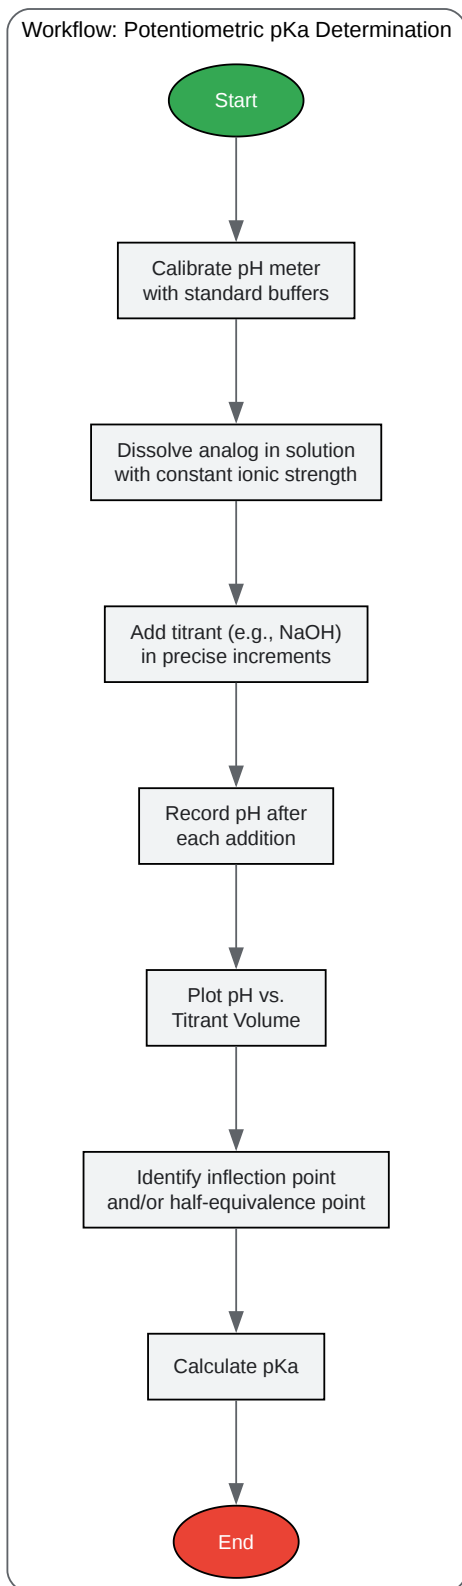 Workflow: Potentiometric pKa Determination
Start
Calibrate pH meter
with standard buffers
Dissolve analog in solution
with constant ionic strength
Add titrant (e.g., NaOH)
in precise increments
Record pH after
each addition
Plot pH vs.
Titrant Volume
Identify inflection point
and/or half-equivalence point
Calculate pKa
End